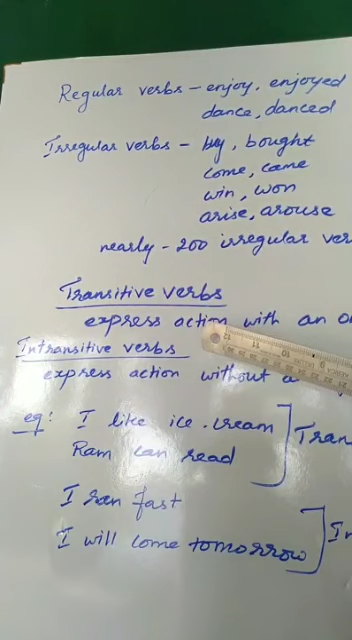 Regular verbs - enjoy, enjoyed
dance, danced
Irregular verbs - buy, bought
come, came
win, won
arise, arouse
nearly - 200 irregular ver
Transitive verbs
express action with an o
Intransitive verbs
express action without a
eg: I like ice.cream
Ram can read
Tran
I ran fast
I will come tomorrow
In